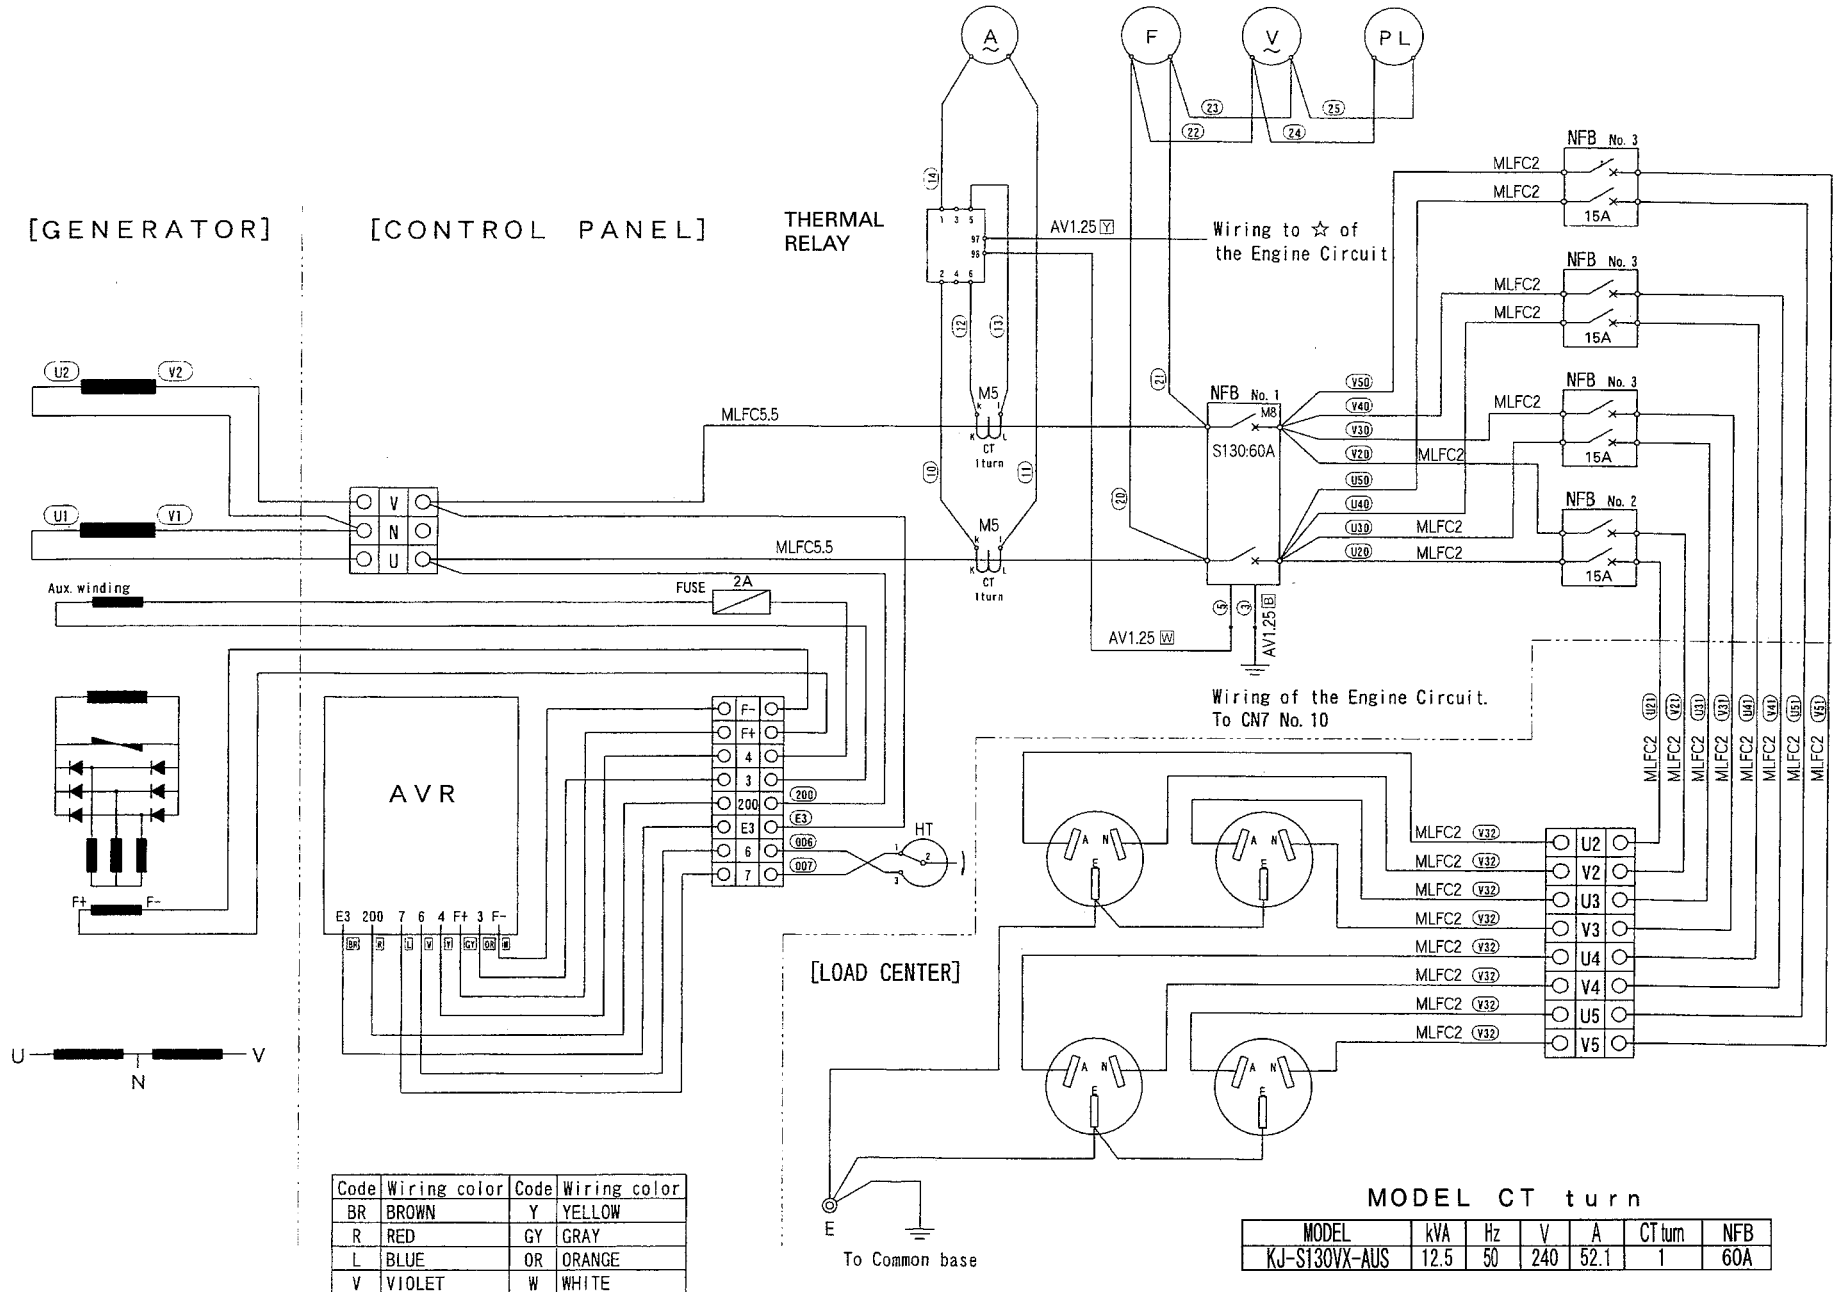 A
~
F
V
~
PL
23
25
22
24
NFB No. 3
MLFC2
MLFC2
15A
14
1 3 5
THERMAL
RELAY
97
98
2 4 6
AV1.25 Y
Wiring to ☆ of
the Engine Circuit
[GENERATOR]
[CONTROL PANEL]
NFB No. 3
MLFC2
MLFC2
15A
12
13
21
U2
V2
M5
k l
K L
CT
1turn
MLFC5.5
NFB No. 1
M8
S130:60A
V50
V40
V30
V20
MLFC2
MLFC2
NFB No. 3
15A
U50
U40
U30
MLFC2
U20
MLFC2
NFB No. 2
15A
10
11
20
U1
V1
V
N
U
MLFC5.5
M5
k l
K L
CT
1turn
Aux. winding
FUSE
2A
5
3
AV1.25 W
AV1.25 B
Wiring of the Engine Circuit.
To CN7 No. 10
U21
V21
U31
V31
U41
V41
U51
V51
MLFC2
MLFC2
MLFC2
MLFC2
MLFC2
MLFC2
MLFC2
MLFC2
AVR
F-
F+
4
3
200
E3
6
7
200
E3
006
007
HT
1
2
3
F+
F-
E3 200 7 6 4 F+ 3 F-
BR R L V Y GY OR W
A N
E
A N
E
MLFC2 V32
MLFC2 V32
MLFC2 V32
MLFC2 V32
MLFC2 V32
MLFC2 V32
MLFC2 V32
MLFC2 V32
U2
V2
U3
V3
U4
V4
U5
V5
[LOAD CENTER]
A N
E
A N
E
U
V
N
E
To Common base
Code Wiring color Code Wiring color
BR BROWN Y YELLOW
R RED GY GRAY
L BLUE OR ORANGE
V VIOLET W WHITE
MODEL CT turn
MODEL kVA Hz V A CT turn NFB
KJ-S130VX-AUS 12.5 50 240 52.1 1 60A